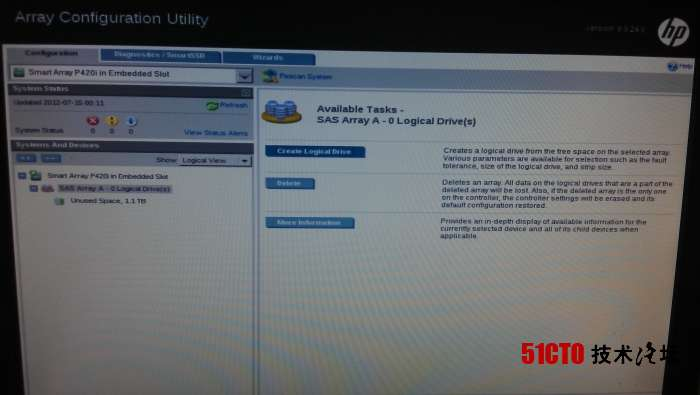 Array Configuration Utility
hp
Configuration
Diagnostics / SmartSSD
Wizards
Help
Smart Array P420i in Embedded Slot
Rescan System
System Status
Updated 2012-07-10
Refresh
System Status
0
0
0
View Status Alerts
Systems And Devices
Show
Logical View
Smart Array P420i in Embedded Slot
SAS Array A - 0 Logical Drive(s)
Unused Space, 1.1 TB
Available Tasks -
SAS Array A - 0 Logical Drive(s)
Create Logical Drive
Creates a logical drive from the free space on the selected array.
Various parameters are available for selection such as the fault
tolerance, size of the logical drive, and strip size.
Delete
Deletes an array. All data on the logical drives that are a part of the
deleted array will be lost. Also, if the deleted array is the only one
on the controller, the controller settings will be erased and its
default configuration restored.
More Information
Provides an in-depth display of available information for the
currently selected device and all of its child devices when
applicable.
51CTO 技术论坛